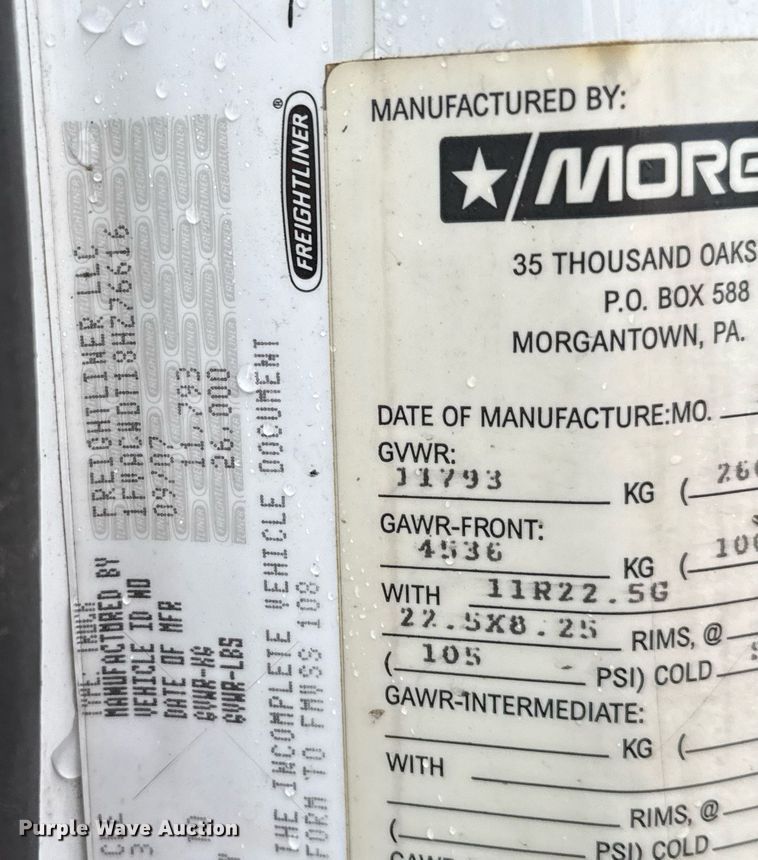 TYPE: TRUCK
MANUFACTURED BY FREIGHTLINER LLC
VEHICLE ID NO 1FVACWDT18HZ76616
DATE OF MFR 09/07
GVWR-KG 11,793
GVWR-LBS 26,000
THE INCOMPLETE VEHICLE DOCUMENT
FORM TO FMVSS 108.
FREIGHTLINER®
MANUFACTURED BY:
MORG
35 THOUSAND OAKS
P.O. BOX 588
MORGANTOWN, PA.
DATE OF MANUFACTURE:MO.
GVWR:
11793 KG (260
GAWR-FRONT:
4536 KG (100
WITH 11R22.5G
22.5X8.25 RIMS, @
(105 - PSI) COLD
GAWR-INTERMEDIATE:
KG (
WITH
RIMS, @
( PSI) COLD
Purple Wave Auction